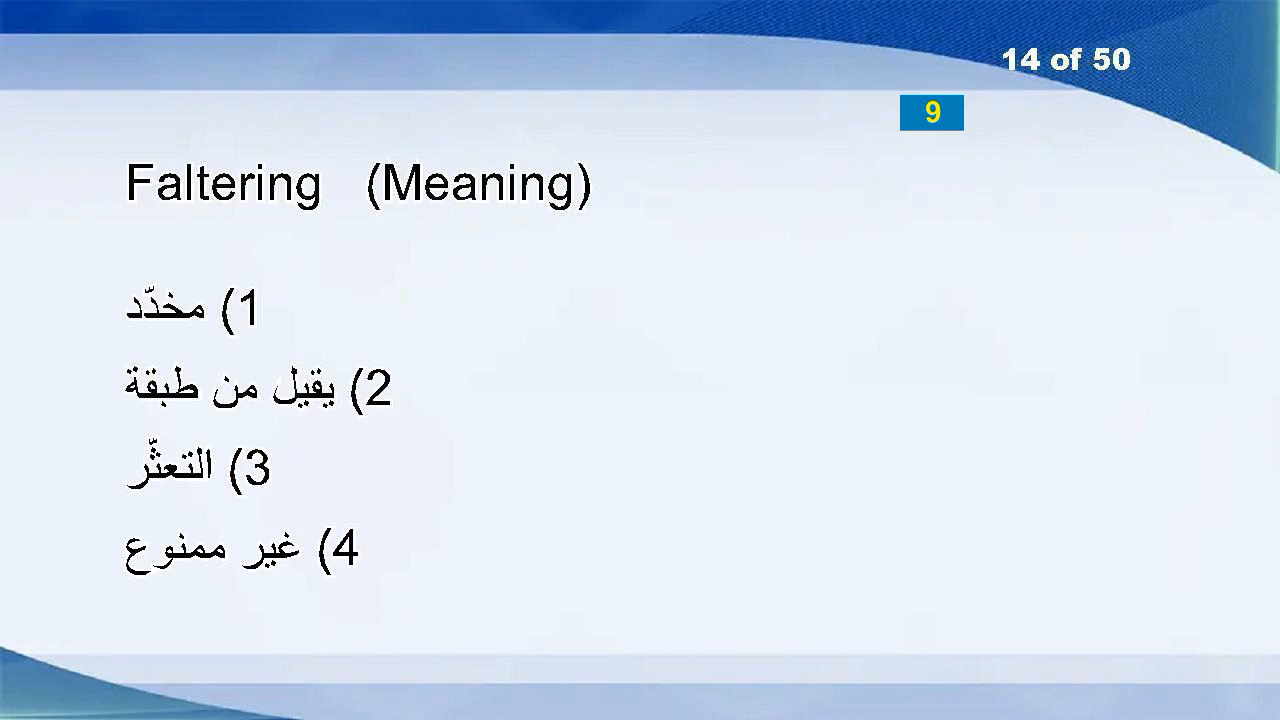 14 of 50
9
Faltering (Meaning)
1) مخدّد
2) يقيل من طبقة
3) التعثّر
4) غير ممنوع